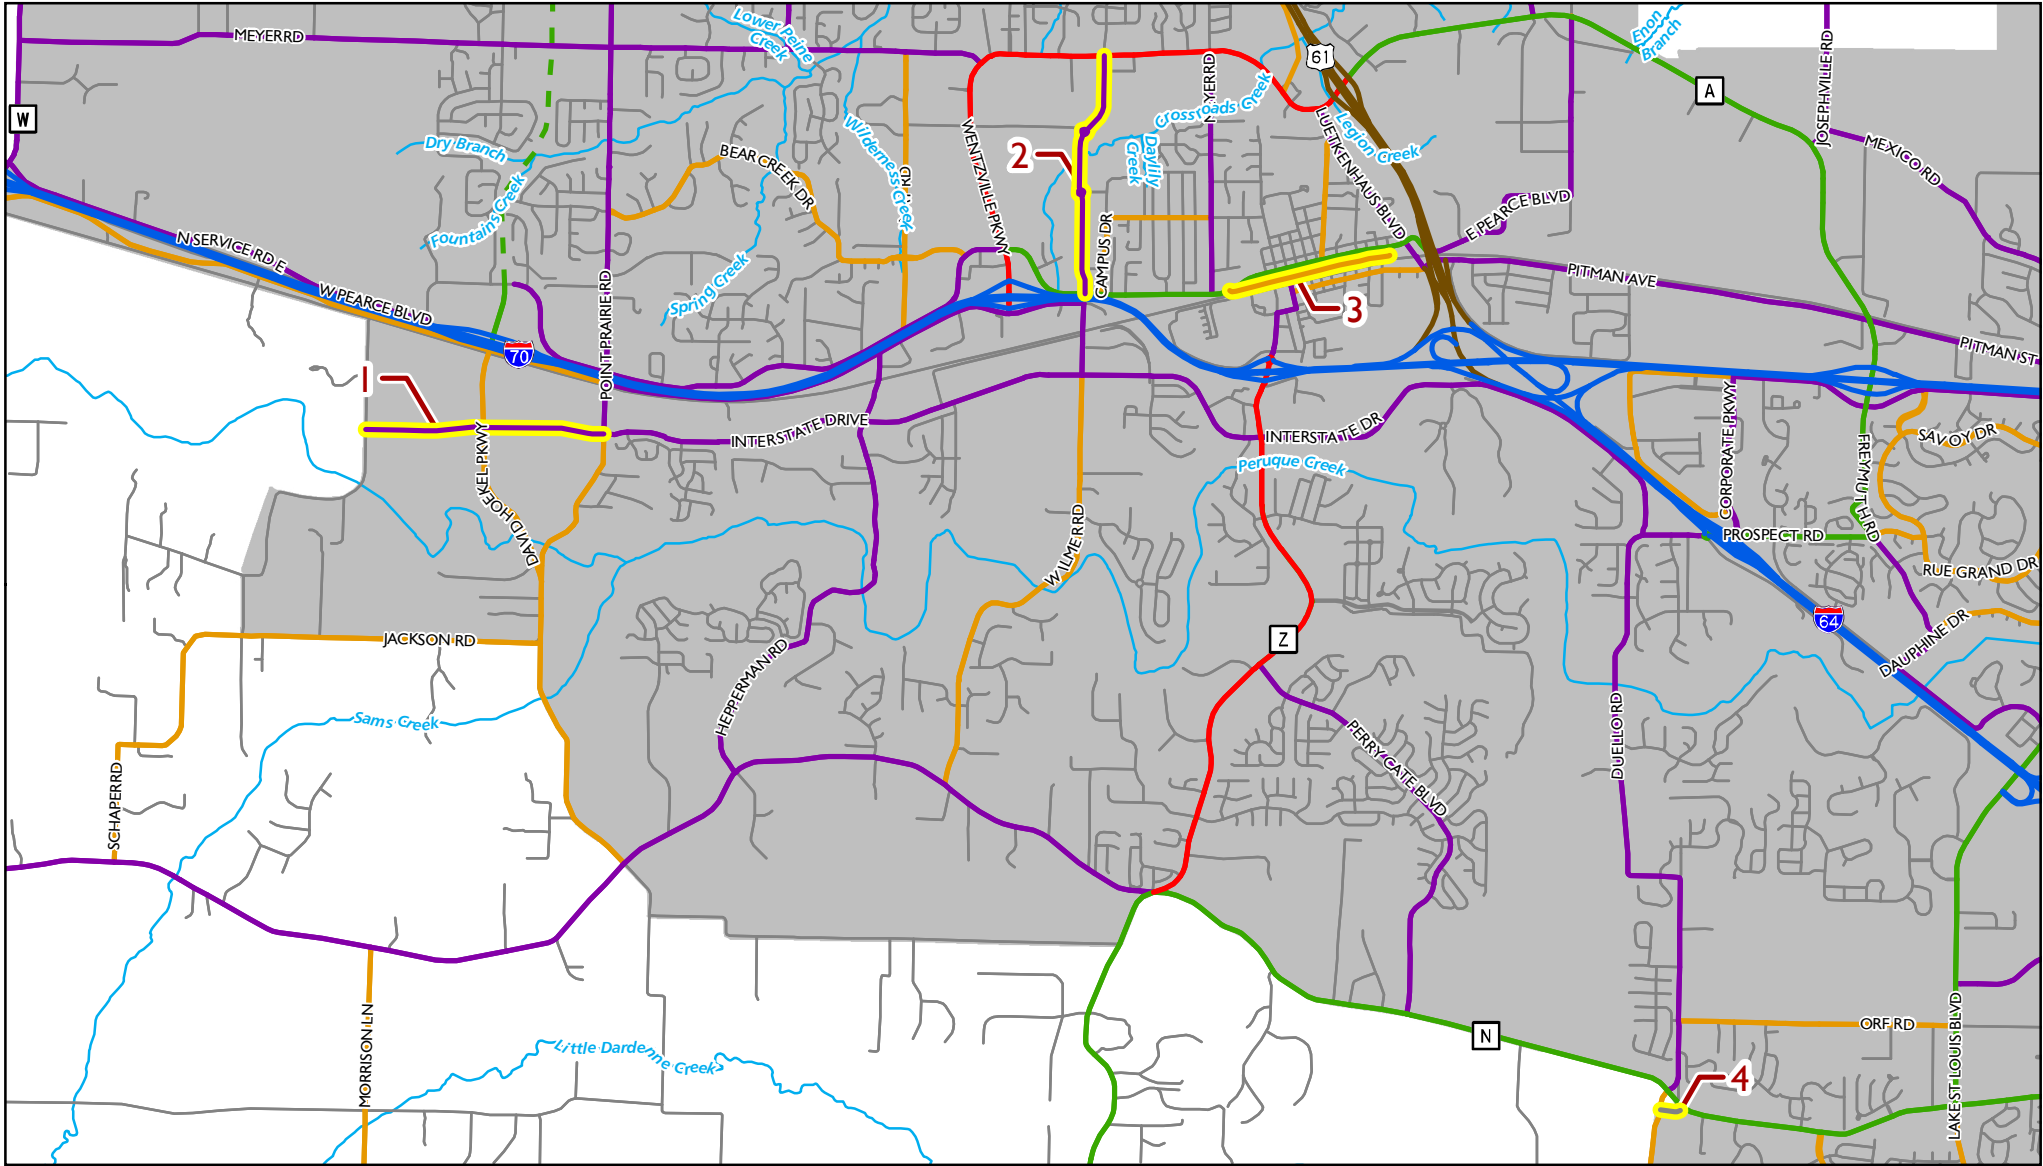 MEYER RD
Lower Peine
Creek
61
Enon
Branch
JOSEPHVILLE RD
A
W
Dry Branch
BEAR CREEK DR
Wilderness Creek
RD
WENTZVILLE PKWY
2
Crossroads Creek
Daylily
Creek
N
YER RD
LUETKENHAUS BLVD
Legion Creek
MEXICO RD
Fountains Creek
E PEARCE BLVD
N SERVICE RD E
Spring Creek
CAMPUS DR
PITMAN AVE
W PEARCE BLVD
POINT PRAIRIE RD
3
70
PITMAN ST
1
INTERSTATE DRIVE
INTERSTATE DR
CORPORATE PKWY
SAVOY DR
DAVID HOEKEL PKWY
Peruque Creek
FREYMUTH RD
WILMER RD
PROSPECT RD
RUE GRAND DR
JACKSON RD
HEPPERMAN RD
Z
64
DAUPHINE DR
Sams Creek
PERRY CATE BLVD
DUELLO RD
SCHAPER RD
MORRISON LN
Little Dardenne Creek
N
ORF RD
LAKE ST LOUIS BLVD
4